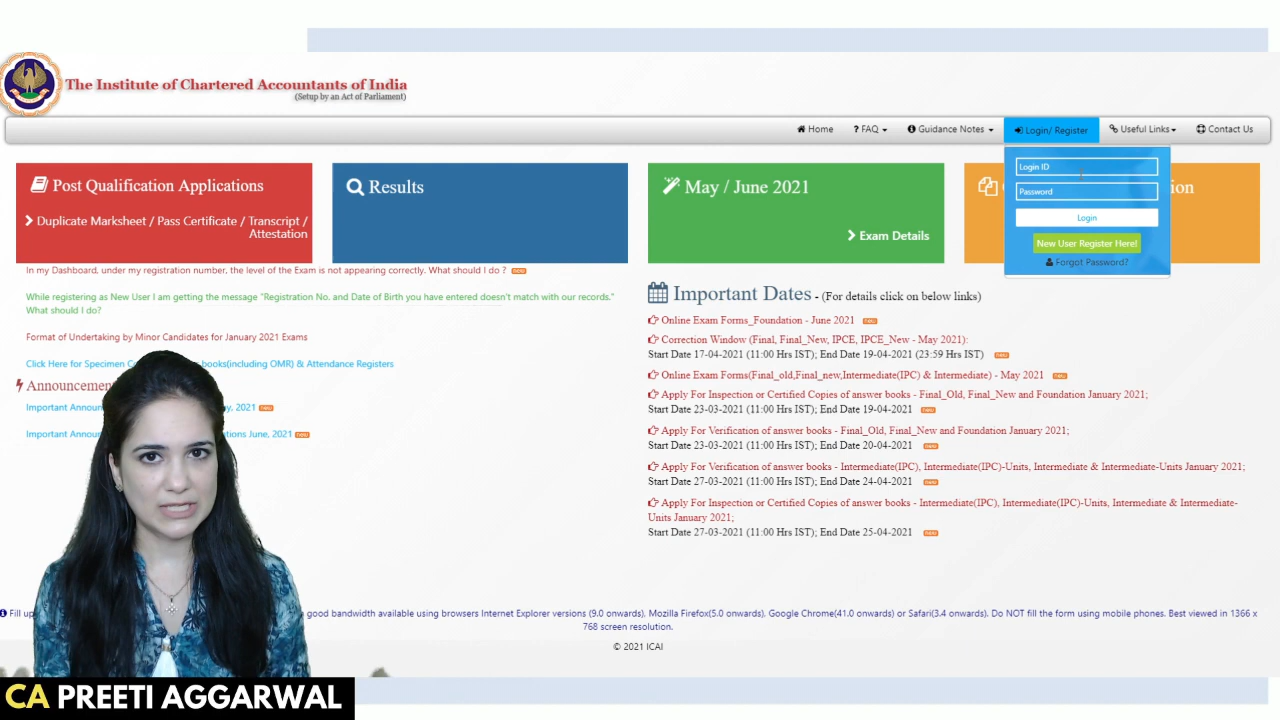 The Institute of Chartered Accountants of India
(Setup by an Act of Parliament)
Home
? FAQ
Guidance Notes
Login/ Register
Useful Links
Contact Us
Login ID
Password
Login
New User Register Here!
Forgot Password?
Post Qualification Applications
Duplicate Marksheet / Pass Certificate / Transcript /
Attestation
Results
May / June 2021
Exam Details
In my Dashboard, under my registration number, the level of the Exam is not appearing correctly. What should I do ? new
While registering as New User I am getting the message "Registration No. and Date of Birth you have entered doesn't match with our records."
What should I do?
Format of Undertaking by Minor Candidates for January 2021 Exams
Click Here for Specimen books(including OMR) & Attendance Registers
Important 2021 new
Important June, 2021 new
Important Dates - (For details click on below links)
Online Exam Forms_Foundation - June 2021 new
Correction Window (Final, Final_New, IPCE, IPCE_New - May 2021):
Start Date 17-04-2021 (11:00 Hrs IST); End Date 19-04-2021 (23:59 Hrs IST) new
Online Exam Forms(Final_old,Final_new,Intermediate(IPC) & Intermediate) - May 2021 new
Apply For Inspection or Certified Copies of answer books - Final_Old, Final_New and Foundation January 2021;
Start Date 23-03-2021 (11:00 Hrs IST); End Date 19-04-2021 new
Apply For Verification of answer books - Final_Old, Final_New and Foundation January 2021;
Start Date 23-03-2021 (11:00 Hrs IST); End Date 20-04-2021 new
Apply For Verification of answer books - Intermediate(IPC), Intermediate(IPC)-Units, Intermediate & Intermediate-Units January 2021;
Start Date 27-03-2021 (11:00 Hrs IST); End Date 24-04-2021 new
Apply For Inspection or Certified Copies of answer books - Intermediate(IPC), Intermediate(IPC)-Units, Intermediate & Intermediate-
Units January 2021;
Start Date 27-03-2021 (11:00 Hrs IST); End Date 25-04-2021 new
Fill good bandwidth available using browsers Internet Explorer versions (9.0 onwards), Mozilla Firefox(5.0 onwards), Google Chrome(41.0 onwards) or Safari(3.4 onwards). Do NOT fill the form using mobile phones. Best viewed in 1366 x
768 screen resolution.
© 2021 ICAI
CA PREETI AGGARWAL